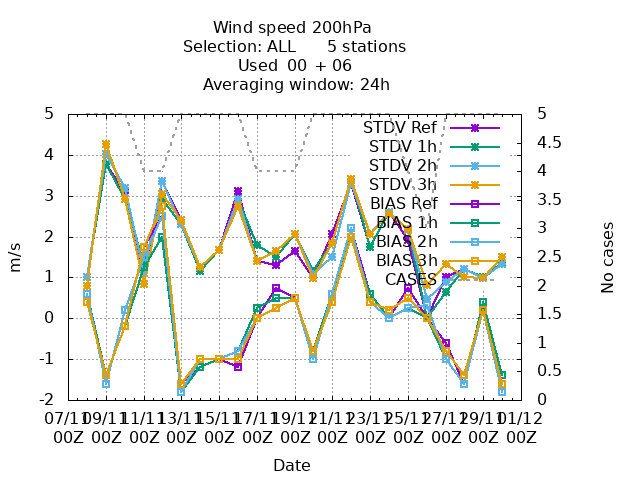 Wind speed 200hPa
Selection: ALL 5 stations
Used 00 + 06
Averaging window: 24h
5
4
3
2
1
0
-1
-2
m/s
STDV Ref
STDV 1h
STDV 2h
STDV 3h
BIAS Ref
BIAS 1h
BIAS 2h
BIAS 3h
CASES
5
4.5
4
3.5
3
2.5
2
1.5
1
0.5
0
No cases
07/11 09/11 11/11 13/11 15/11 17/11 19/11 21/11 23/11 25/11 27/11 29/11 01/12
00Z 00Z 00Z 00Z 00Z 00Z 00Z 00Z 00Z 00Z 00Z 00Z 00Z
Date